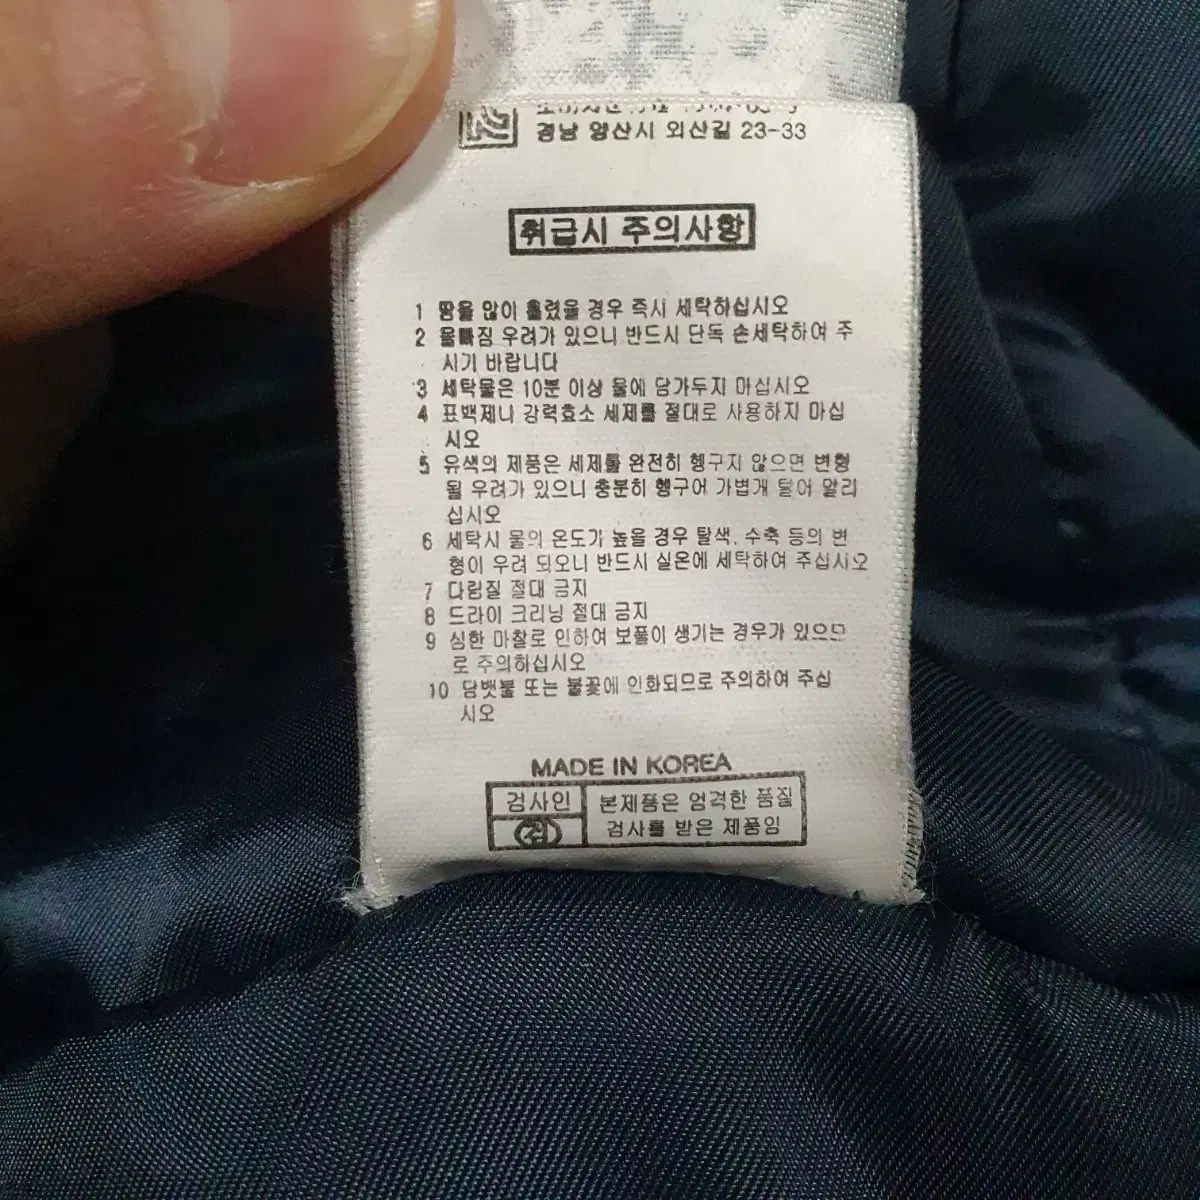 경남 양산시 외산길 23-33
취급시 주의사항
1 땀을 많이 흘렸을 경우 즉시 세탁하십시오
2 물빠짐 우려가 있으니 반드시 단독 손세탁하여 주
시기 바랍니다
3 세탁물은 10분 이상 물에 담가두지 마십시오
4 표백제나 강력효소 세제를 절대로 사용하지 마십
시오
5 유색의 제품은 세제를 완전히 헹구지 않으면 변형
될 우려가 있으니 충분히 헹구어 가볍게 털어 말리
십시오
6 세탁시 물의 온도가 높을 경우 탈색, 수축 등의 변
형이 우려 되오니 반드시 실온에 세탁하여 주십시오
7 다림질 절대 금지
8 드라이 크리닝 절대 금지
9 심한 마찰로 인하여 보풀이 생기는 경우가 있으므
로 주의하십시오
10 담뱃불 또는 불꽃에 인화되므로 주의하여 주십
시오
MADE IN KOREA
검사인 본제품은 엄격한 품질
검 검사를 받은 제품임